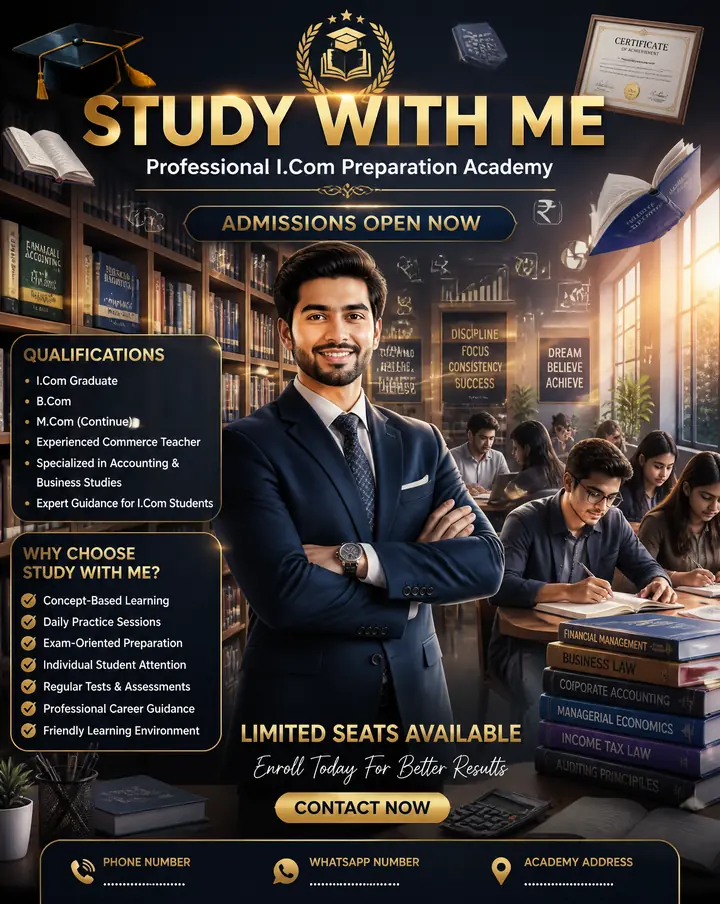 CERTIFICATE
OF ACHIEVEMENT
STUDY WITH ME
Professional I.Com Preparation Academy
ADMISSIONS OPEN NOW
₹
ACCOUNTING
DISCIPLINE
FOCUS
CONSISTENCY
SUCCESS
DREAM
BELIEVE
ACHIEVE
QUALIFICATIONS
• I.Com Graduate
• B.Com
• M.Com (Continue)
• Experienced Commerce Teacher
• Specialized in Accounting &
Business Studies
• Expert Guidance for I.Com Students
WHY CHOOSE
STUDY WITH ME?
Concept-Based Learning
Daily Practice Sessions
Exam-Oriented Preparation
Individual Student Attention
Regular Tests & Assessments
Professional Career Guidance
Friendly Learning Environment
FINANCIAL MANAGEMENT
BUSINESS LAW
CORPORATE ACCOUNTING
MANAGERIAL ECONOMICS
INCOME TAX LAW
AUDITING PRINCIPLES
LIMITED SEATS AVAILABLE
Enroll Today For Better Results
CONTACT NOW
PHONE NUMBER
....................
WHATSAPP NUMBER
......................
ACADEMY ADDRESS
......................